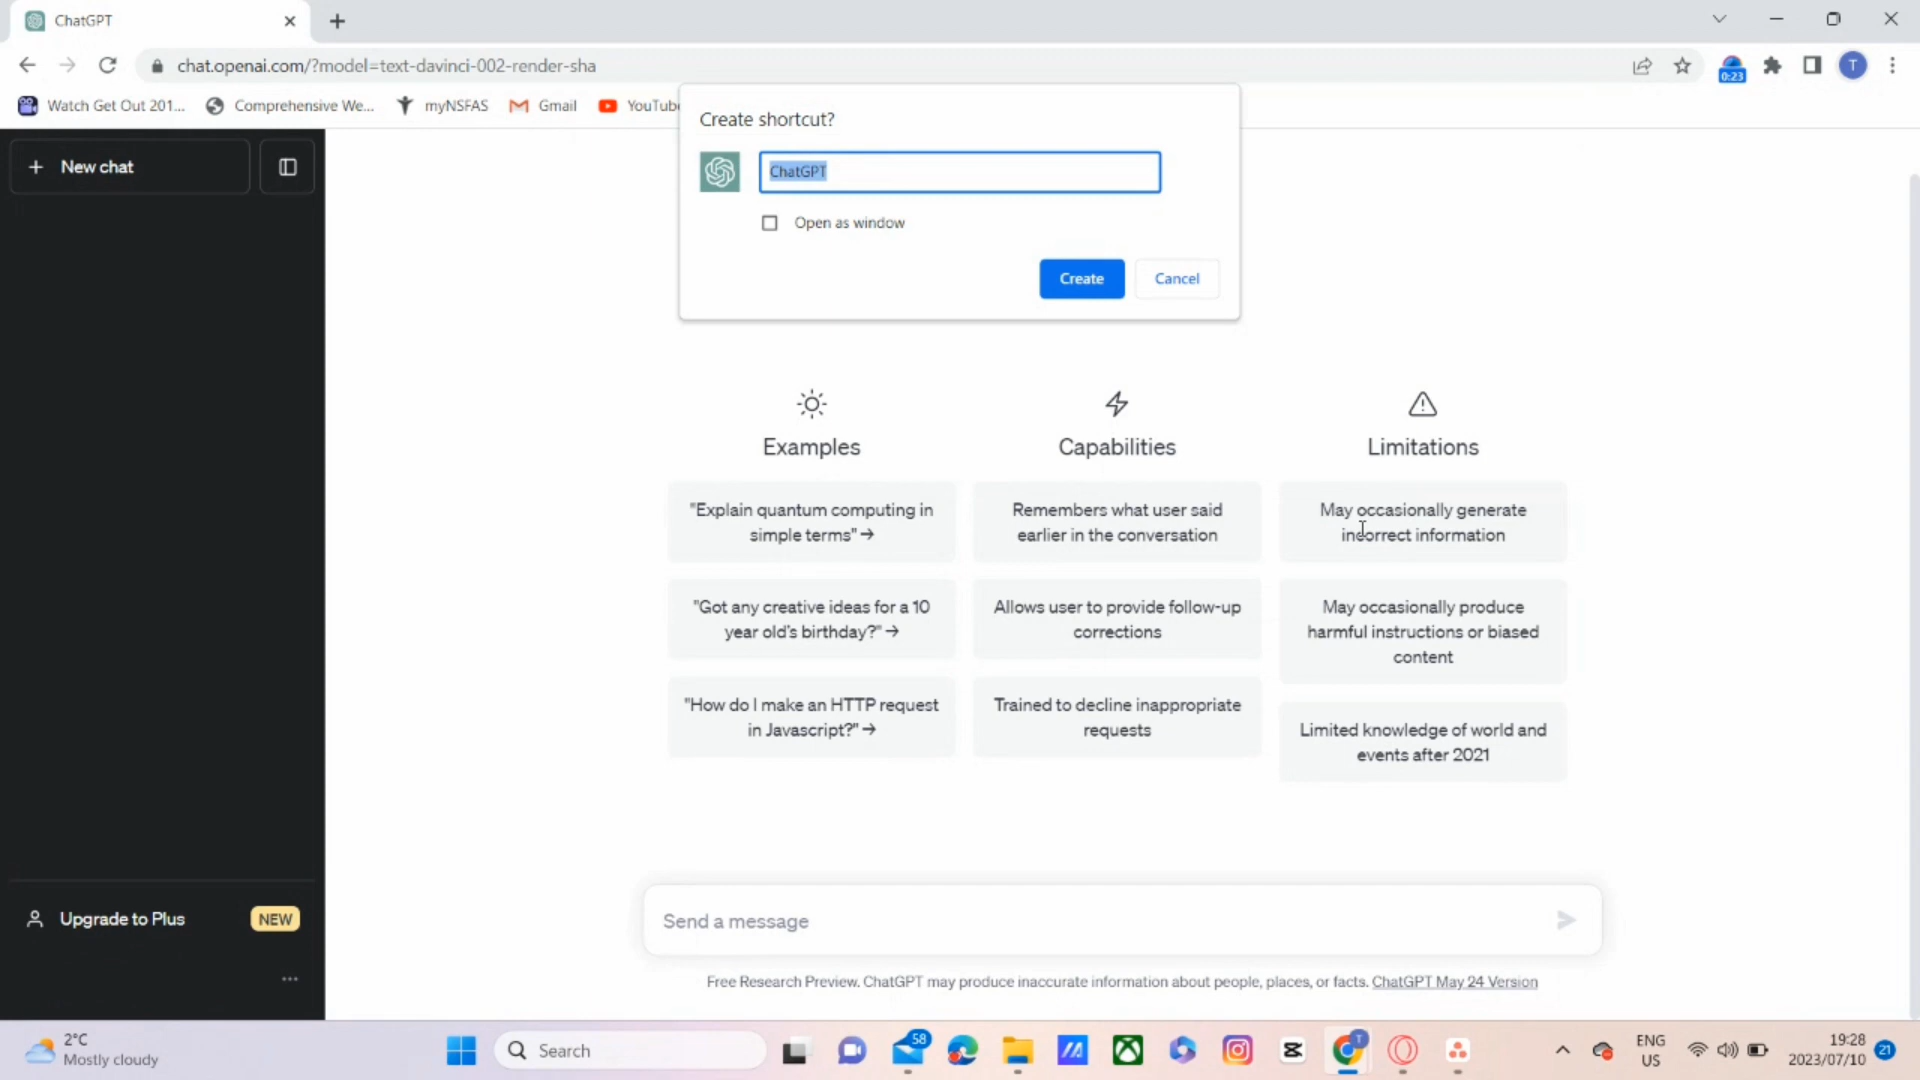 ChatGPT
chat.openai.com/?model=text-davinci-002-render-sha
0:23
T
Watch Get Out 201...
Comprehensive We...
myNSFAS
Gmail
YouTube
Create shortcut?
ChatGPT
Open as window
Create
Cancel
New chat
Examples
Capabilities
Limitations
"Explain quantum computing in
simple terms" →
Remembers what user said
earlier in the conversation
May occasionally generate
incorrect information
"Got any creative ideas for a 10
year old's birthday?" →
Allows user to provide follow-up
corrections
May occasionally produce
harmful instructions or biased
content
"How do I make an HTTP request
in Javascript?" →
Trained to decline inappropriate
requests
Limited knowledge of world and
events after 2021
Upgrade to Plus
NEW
Send a message
Free Research Preview. ChatGPT may produce inaccurate information about people, places, or facts. ChatGPT May 24 Version
2°C
Mostly cloudy
Search
58
T
ENG
US
19:28
2023/07/10
21